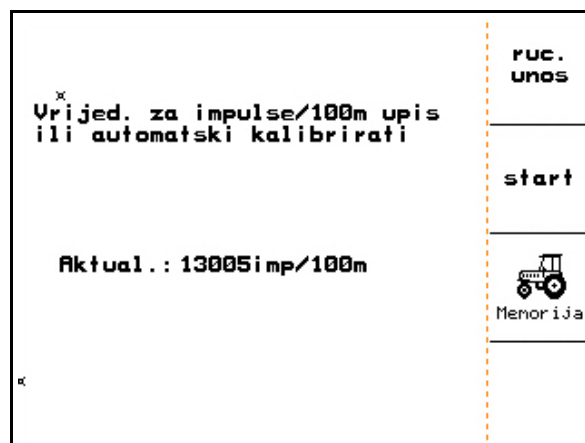 Vrijed. za impulse/100m upis
ili automatski kalibrirati
Aktual.: 13005imp/100m
ruc.
unos
start
Memorija